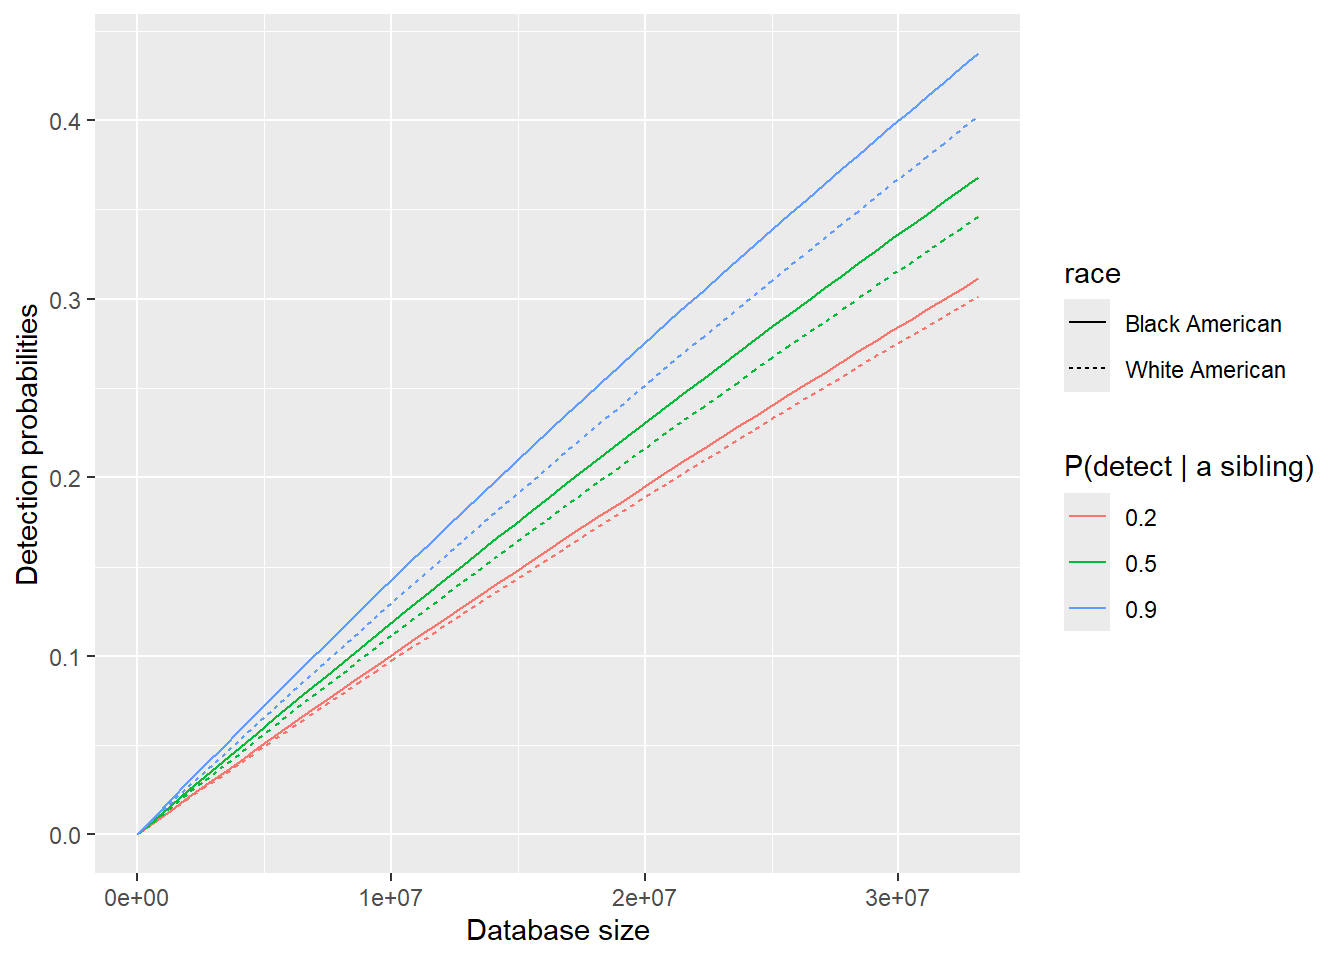 Detection probabilities
0.4
0.3
0.2
0.1
0.0
0e+00
1e+07
2e+07
3e+07
Database size
race
Black American
White American
P(detect | a sibling)
0.2
0.5
0.9